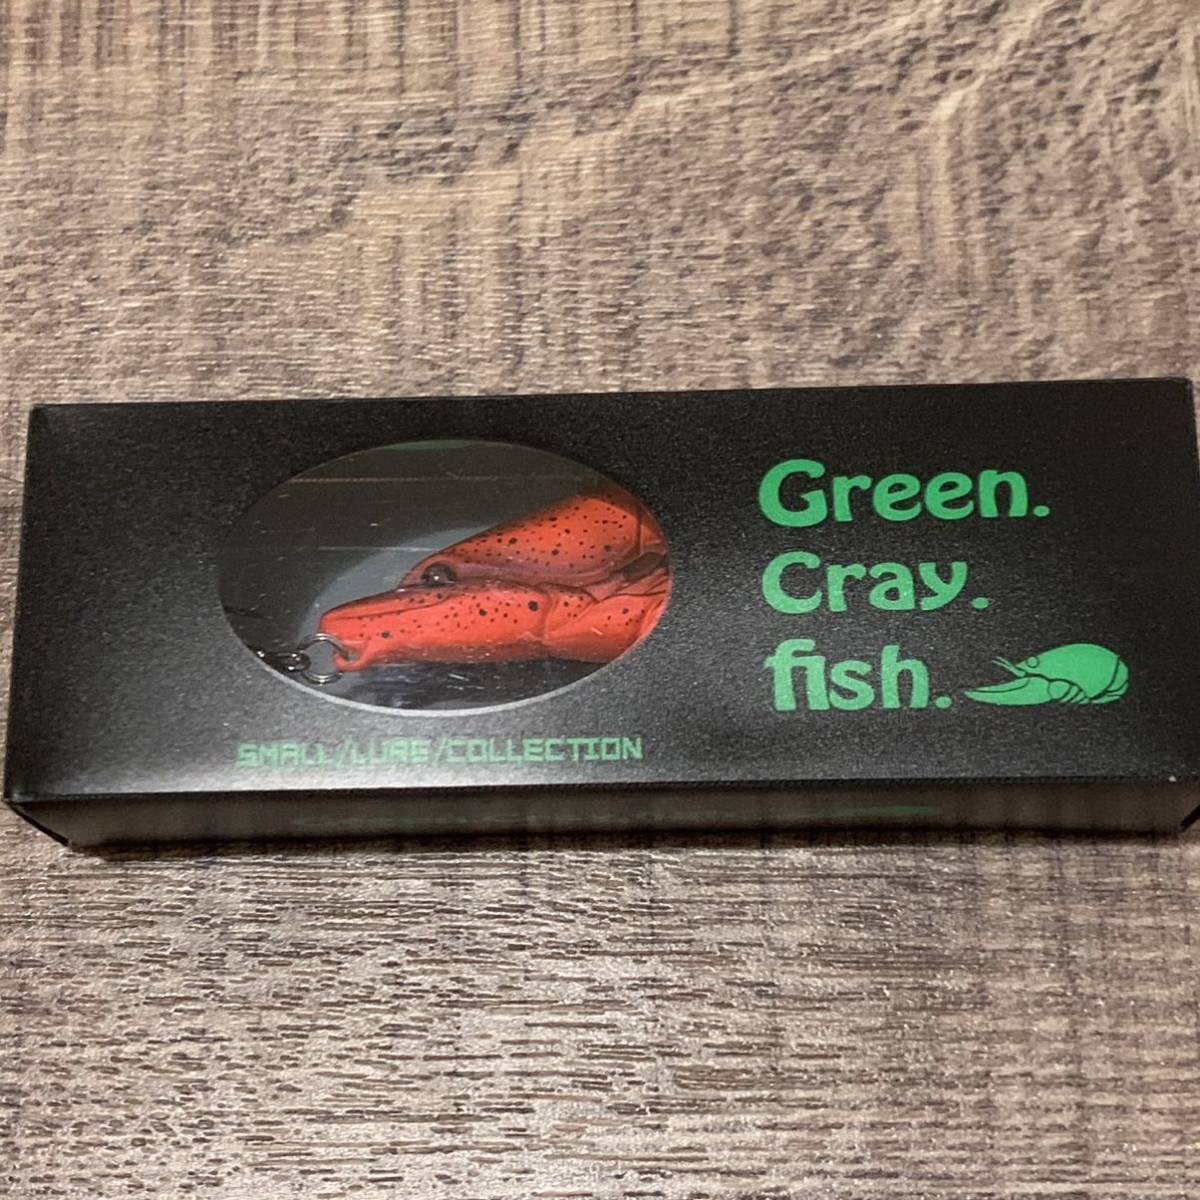 Green.
Cray.
fish.
SMALL/LURE/COLLECTION